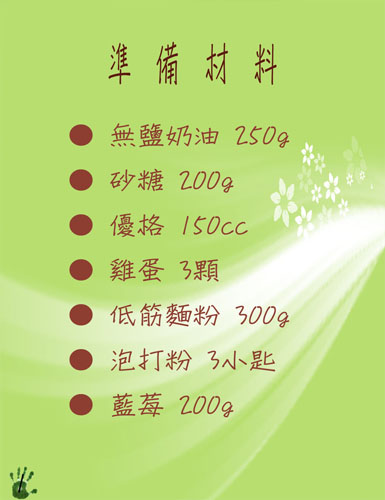 準備材料
● 無鹽奶油 250g
● 砂糖 200g
● 優格 150cc
● 雞蛋 3顆
● 低筋麵粉 300g
● 泡打粉 3小匙
● 藍莓 200g